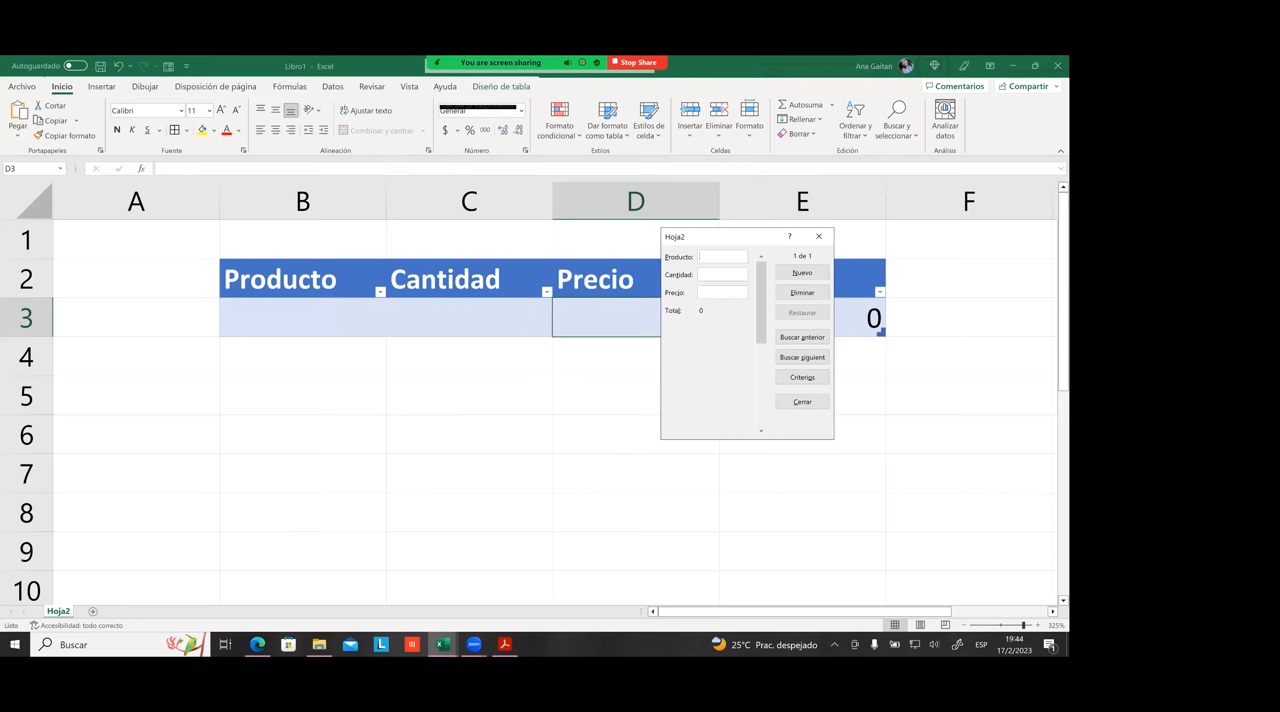 Autoguardado
Libro1 - Excel
You are screen sharing
Stop Share
Ana Gaitan
Archivo
Inicio
Insertar
Dibujar
Disposición de página
Fórmulas
Datos
Revisar
Vista
Ayuda
Diseño de tabla
Comentarios
Compartir
Pegar
Cortar
Copiar
Copiar formato
Portapapeles
Calibri
11
N K S
Fuente
Ajustar texto
Combinar y centrar
Alineación
General
$ % 000
Número
Formato condicional
Dar formato como tabla
Estilos de celda
Estilos
Insertar
Eliminar
Formato
Celdas
Autosuma
Rellenar
Borrar
Ordenar y filtrar
Buscar y seleccionar
Edición
Analizar datos
Análisis
D3
fx
A B C D E F
1
2 Producto Cantidad Precio
3 0
4
5
6
7
8
9
10
Hoja2
?
Producto:
Cantidad:
Precio:
Total: 0
1 de 1
Nuevo
Eliminar
Restaurar
Buscar anterior
Buscar siguient
Criterios
Cerrar
Hoja2
Listo
Accesibilidad: todo correcto
325%
Buscar
25°C Prac. despejado
ESP
19:44
17/2/2023